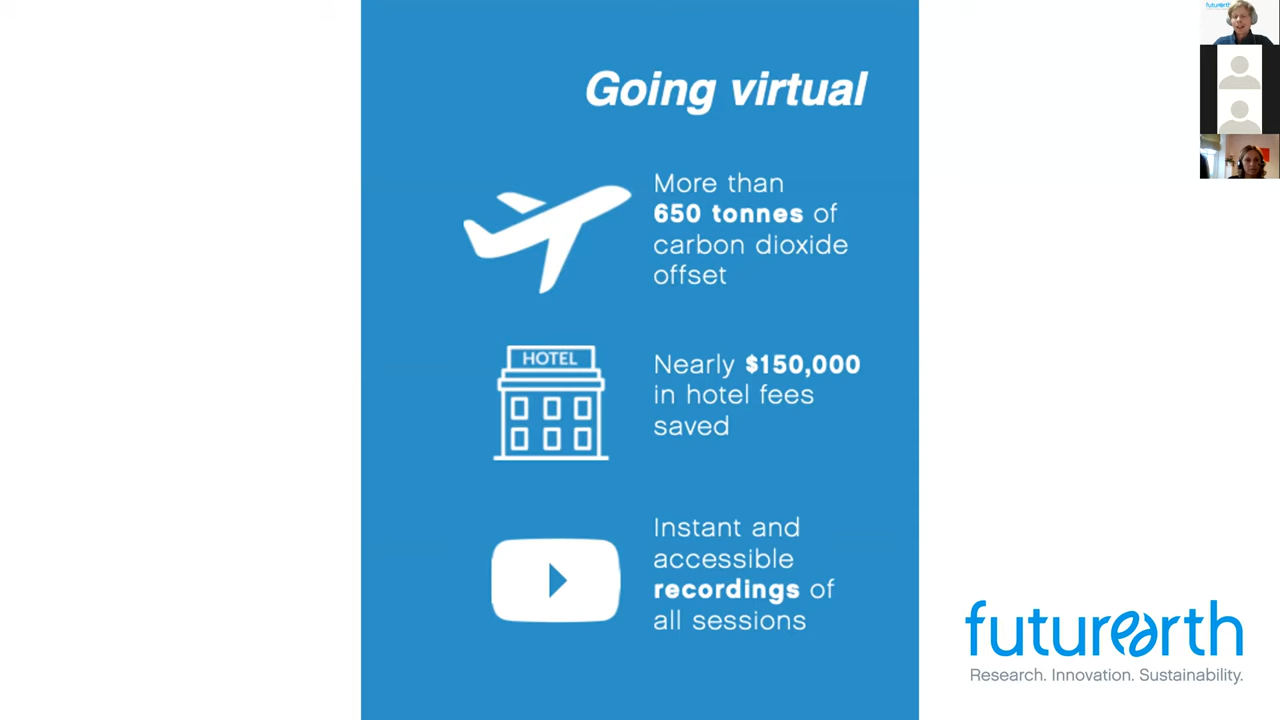 Going virtual
More than
650 tonnes of
carbon dioxide
offset
HOTEL
Nearly $150,000
in hotel fees
saved
Instant and
accessible
recordings of
all sessions
futurearth
Research. Innovation. Sustainability.
futurearth